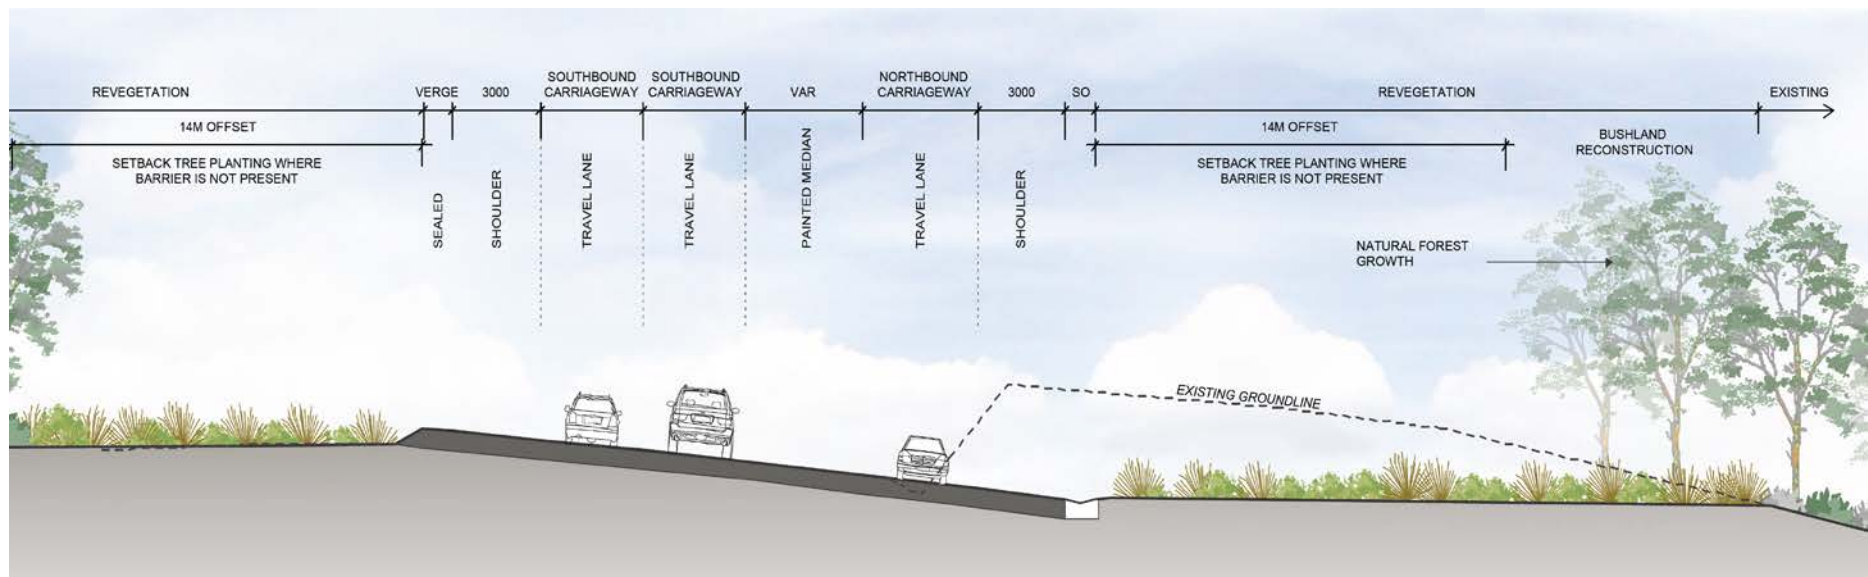 REVEGETATION
VERGE
3000
SOUTHBOUND
CARRIAGEWAY
SOUTHBOUND
CARRIAGEWAY
VAR
NORTHBOUND
CARRIAGEWAY
3000
SO
REVEGETATION
EXISTING
14M OFFSET
SETBACK TREE PLANTING WHERE
BARRIER IS NOT PRESENT
SEALED
SHOULDER
TRAVEL LANE
TRAVEL LANE
PAINTED MEDIAN
TRAVEL LANE
SHOULDER
14M OFFSET
SETBACK TREE PLANTING WHERE
BARRIER IS NOT PRESENT
BUSHLAND
RECONSTRUCTION
NATURAL FOREST
GROWTH
EXISTING GROUNDLINE